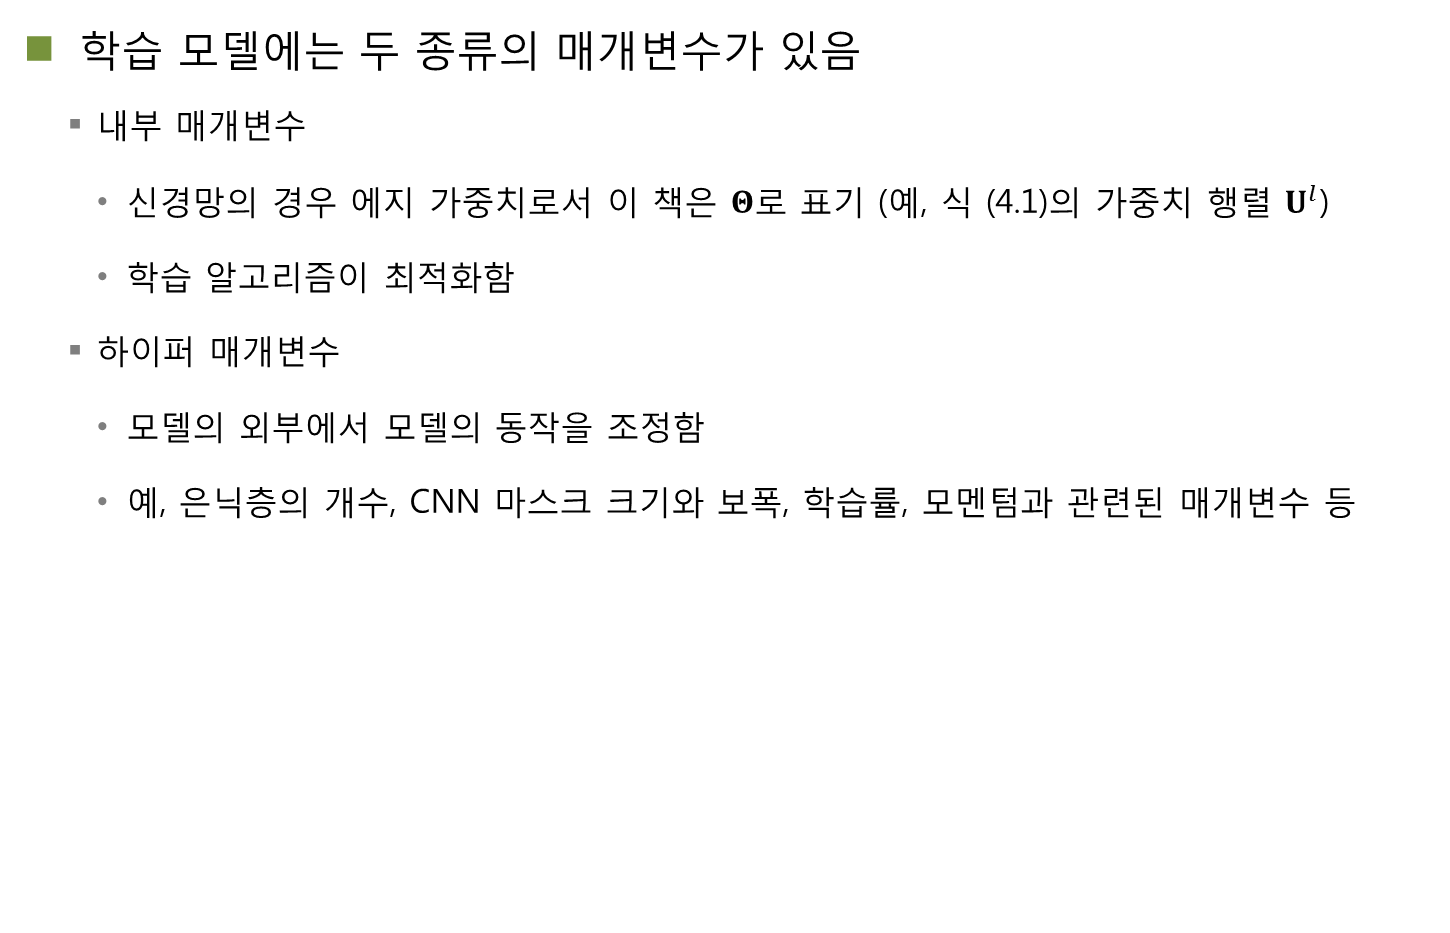 ■ 학습 모델에는 두 종류의 매개변수가 있음
▪ 내부 매개변수
• 신경망의 경우 에지 가중치로서 이 책은 𝚯로 표기 (예, 식 (4.1)의 가중치 행렬 𝐔ˡ)
• 학습 알고리즘이 최적화함
▪ 하이퍼 매개변수
• 모델의 외부에서 모델의 동작을 조정함
• 예, 은닉층의 개수, CNN 마스크 크기와 보폭, 학습률, 모멘텀과 관련된 매개변수 등